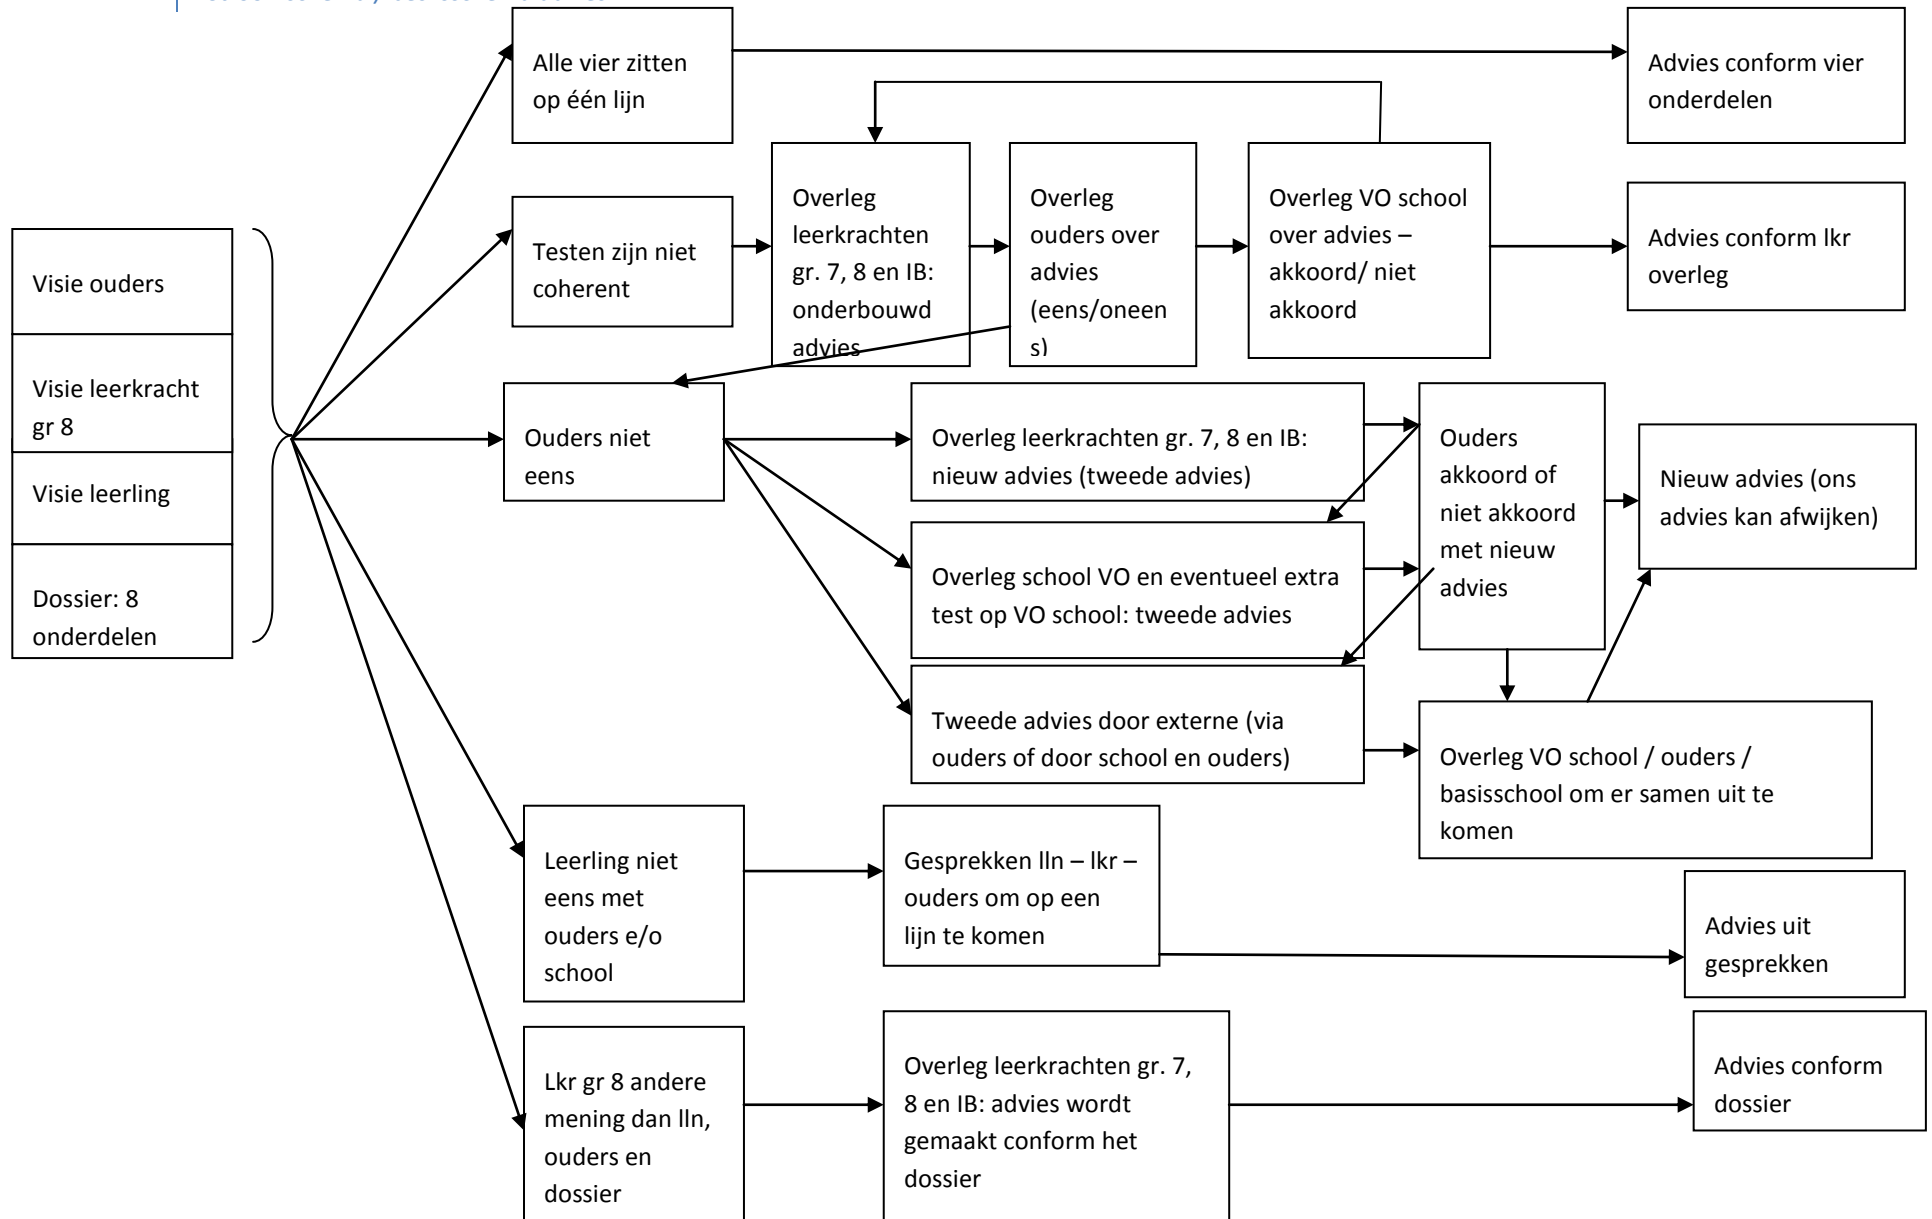 Alle vier zitten
op één lijn
Advies conform vier
onderdelen
Visie ouders
Visie leerkracht
gr 8
Visie leerling
Dossier: 8
onderdelen
Testen zijn niet
coherent
Overleg
leerkrachten
gr. 7, 8 en IB:
onderbouwd
advies
Overleg
ouders over
advies
(eens/oneen
s)
Overleg VO school
over advies –
akkoord/ niet
akkoord
Advies conform lkr
overleg
Ouders niet
eens
Overleg leerkrachten gr. 7, 8 en IB:
nieuw advies (tweede advies)
Overleg school VO en eventueel extra
test op VO school: tweede advies
Tweede advies door externe (via
ouders of door school en ouders)
Ouders
akkoord of
niet akkoord
met nieuw
advies
Nieuw advies (ons
advies kan afwijken)
Overleg VO school / ouders /
basisschool om er samen uit te
komen
Leerling niet
eens met
ouders e/o
school
Gesprekken lln – lkr –
ouders om op een
lijn te komen
Advies uit
gesprekken
Lkr gr 8 andere
mening dan lln,
ouders en
dossier
Overleg leerkrachten gr. 7,
8 en IB: advies wordt
gemaakt conform het
dossier
Advies conform
dossier